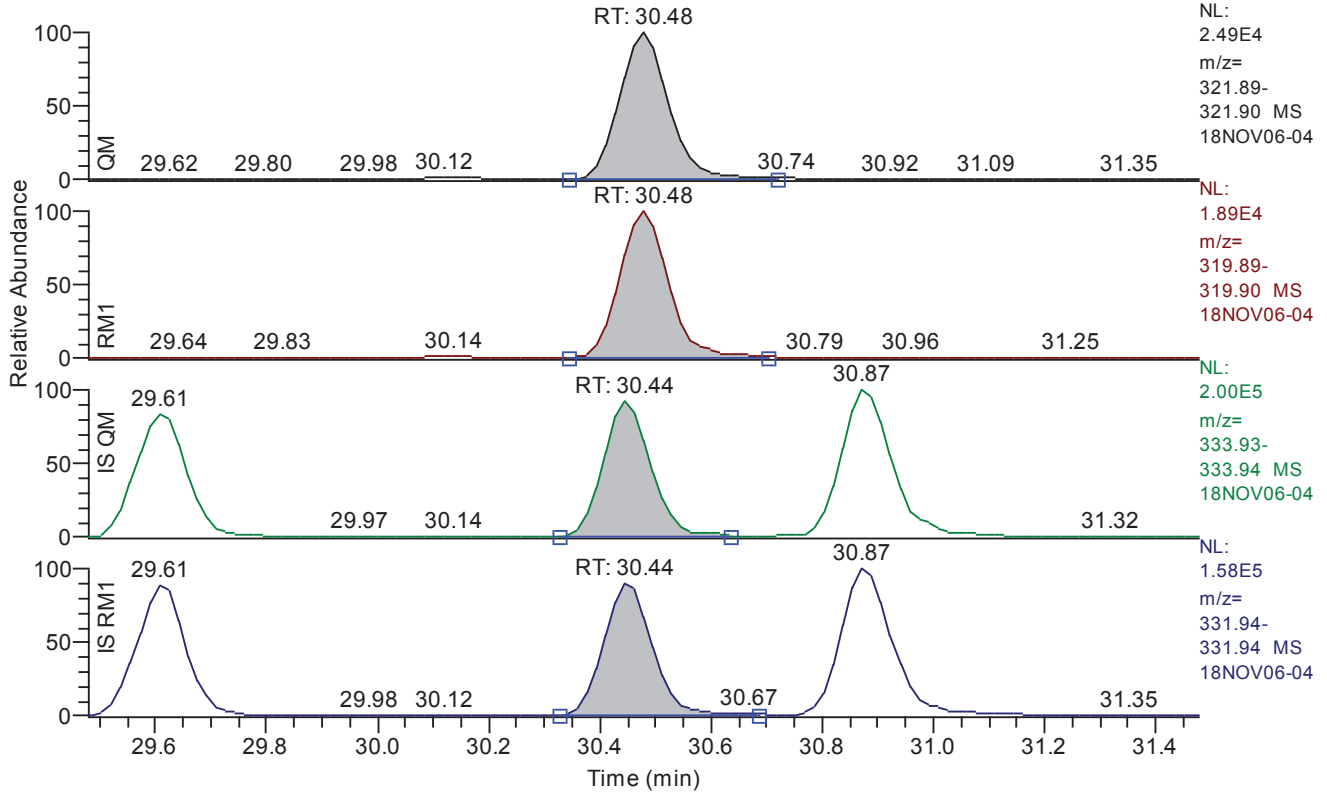 Relative Abundance
RT: 30.48
100
50
0
QM
29.62 29.80 29.98 30.12 30.74 30.92 31.09 31.35
NL:
2.49E4
m/z=
321.89-
321.90 MS
18NOV06-04
RT: 30.48
100
50
0
RM1
29.64 29.83 30.14 30.79 30.96 31.25
NL:
1.89E4
m/z=
319.89-
319.90 MS
18NOV06-04
30.87
RT: 30.44
29.61
100
50
0
IS QM
29.97 30.14 31.32
NL:
2.00E5
m/z=
333.93-
333.94 MS
18NOV06-04
30.87
29.61 RT: 30.44
100
50
0
IS RM1
29.98 30.12 30.67 31.35
NL:
1.58E5
m/z=
331.94-
331.94 MS
18NOV06-04
29.6 29.8 30.0 30.2 30.4 30.6 30.8 31.0 31.2 31.4
Time (min)